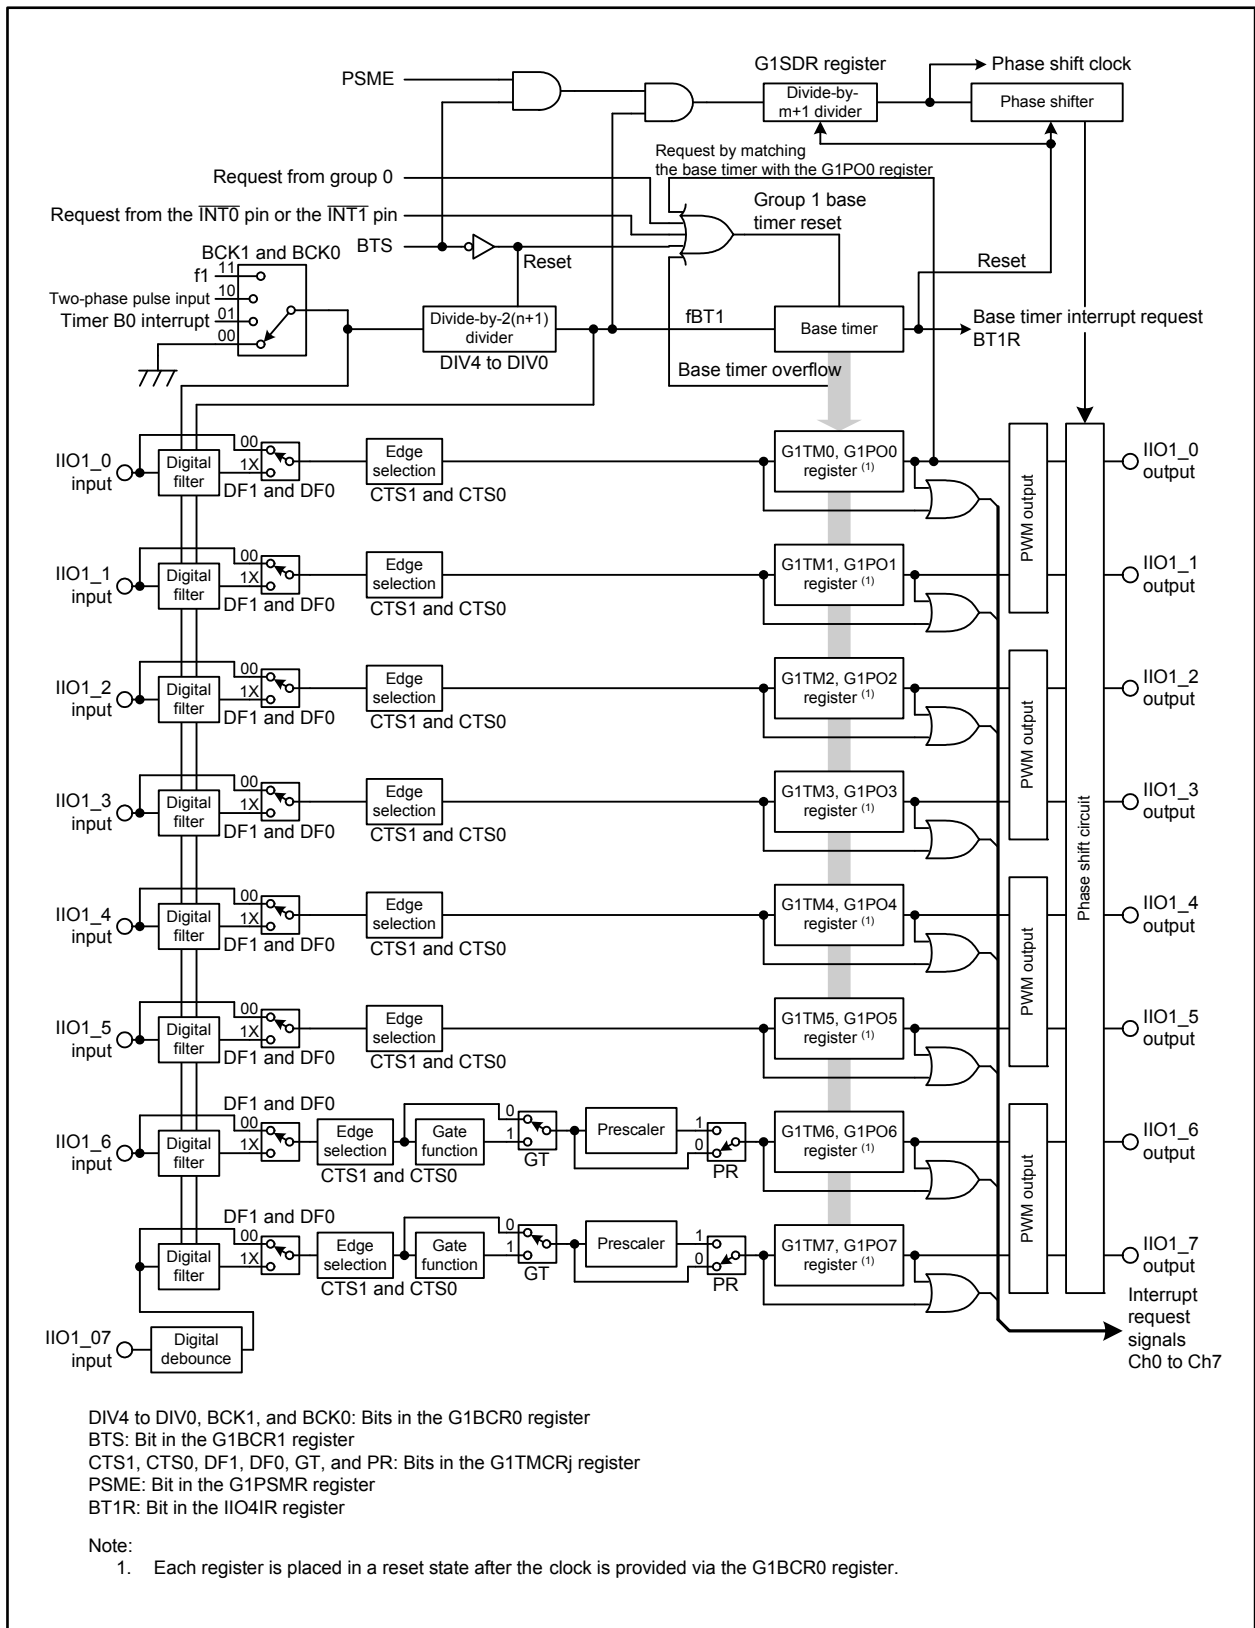 PSME
G1SDR register
Divide-by-
m+1 divider
Phase shift clock
Phase shifter
Request by matching
the base timer with the G1PO0 register
Request from group 0
Request from the INT0 pin or the INT1 pin
BTS
Group 1 base
timer reset
Reset
Reset
BCK1 and BCK0
f1
11
Two-phase pulse input
10
Timer B0 interrupt
01
00
Divide-by-2(n+1)
divider
DIV4 to DIV0
fBT1
Base timer
Base timer interrupt request
BT1R
Base timer overflow
IIO1_0
input
Digital
filter
00
1X
DF1 and DF0
Edge
selection
CTS1 and CTS0
G1TM0, G1PO0
register (1)
PWM output
Phase shift circuit
IIO1_0
output
IIO1_1
input
Digital
filter
00
1X
DF1 and DF0
Edge
selection
CTS1 and CTS0
G1TM1, G1PO1
register (1)
IIO1_1
output
IIO1_2
input
Digital
filter
00
1X
DF1 and DF0
Edge
selection
CTS1 and CTS0
G1TM2, G1PO2
register (1)
PWM output
IIO1_2
output
IIO1_3
input
Digital
filter
00
1X
DF1 and DF0
Edge
selection
CTS1 and CTS0
G1TM3, G1PO3
register (1)
IIO1_3
output
IIO1_4
input
Digital
filter
00
1X
DF1 and DF0
Edge
selection
CTS1 and CTS0
G1TM4, G1PO4
register (1)
PWM output
IIO1_4
output
IIO1_5
input
Digital
filter
00
1X
DF1 and DF0
Edge
selection
CTS1 and CTS0
G1TM5, G1PO5
register (1)
IIO1_5
output
IIO1_6
input
Digital
filter
DF1 and DF0
00
1X
Edge
selection
CTS1 and CTS0
Gate
function
0
1
GT
Prescaler
1
0
PR
G1TM6, G1PO6
register (1)
PWM output
IIO1_6
output
Digital
filter
DF1 and DF0
00
1X
Edge
selection
CTS1 and CTS0
Gate
function
0
1
GT
Prescaler
1
0
PR
G1TM7, G1PO7
register (1)
IIO1_7
output
IIO1_07
input
Digital
debounce
Interrupt
request
signals
Ch0 to Ch7
DIV4 to DIV0, BCK1, and BCK0: Bits in the G1BCR0 register
BTS: Bit in the G1BCR1 register
CTS1, CTS0, DF1, DF0, GT, and PR: Bits in the G1TMCRj register
PSME: Bit in the G1PSMR register
BT1R: Bit in the IIO4IR register
Note:
1. Each register is placed in a reset state after the clock is provided via the G1BCR0 register.